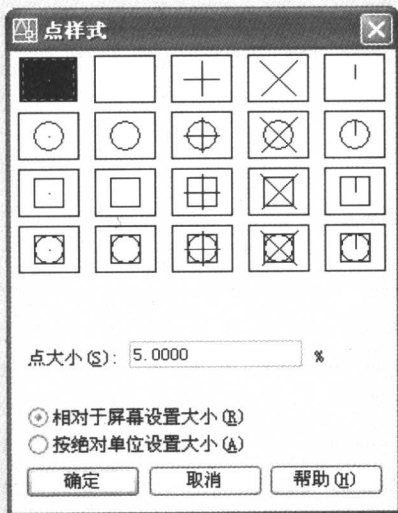 点样式
点大小(S): 5.0000 %
相对于屏幕设置大小(R)
按绝对单位设置大小(A)
确定 取消 帮助(H)